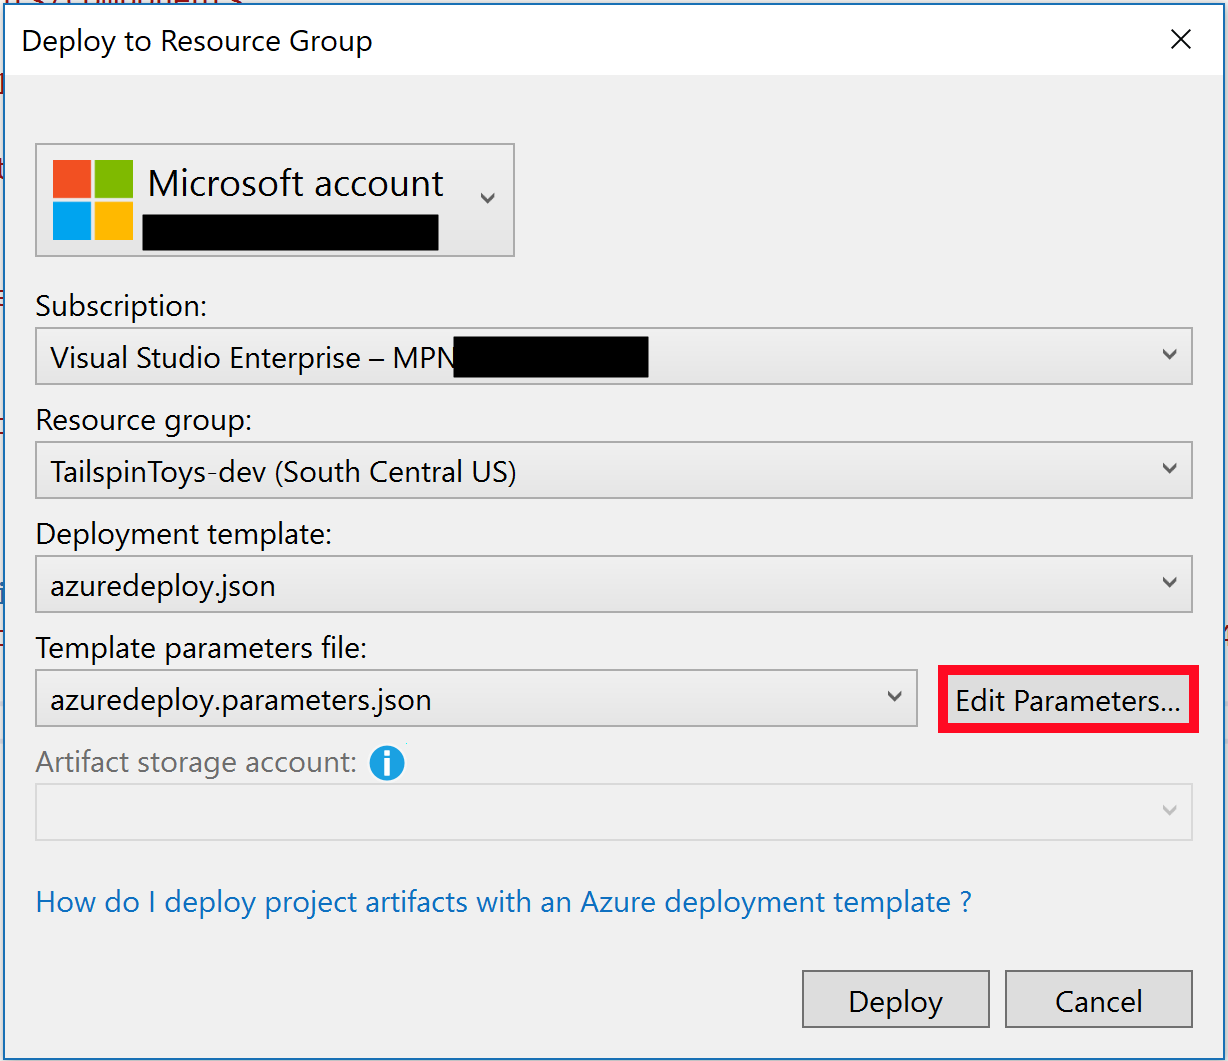 Deploy to Resource Group
Microsoft account
Subscription:
Visual Studio Enterprise – MPN
Resource group:
TailspinToys-dev (South Central US)
Deployment template:
azuredeploy.json
Template parameters file:
azuredeploy.parameters.json
Edit Parameters...
Artifact storage account:
How do I deploy project artifacts with an Azure deployment template ?
Deploy
Cancel